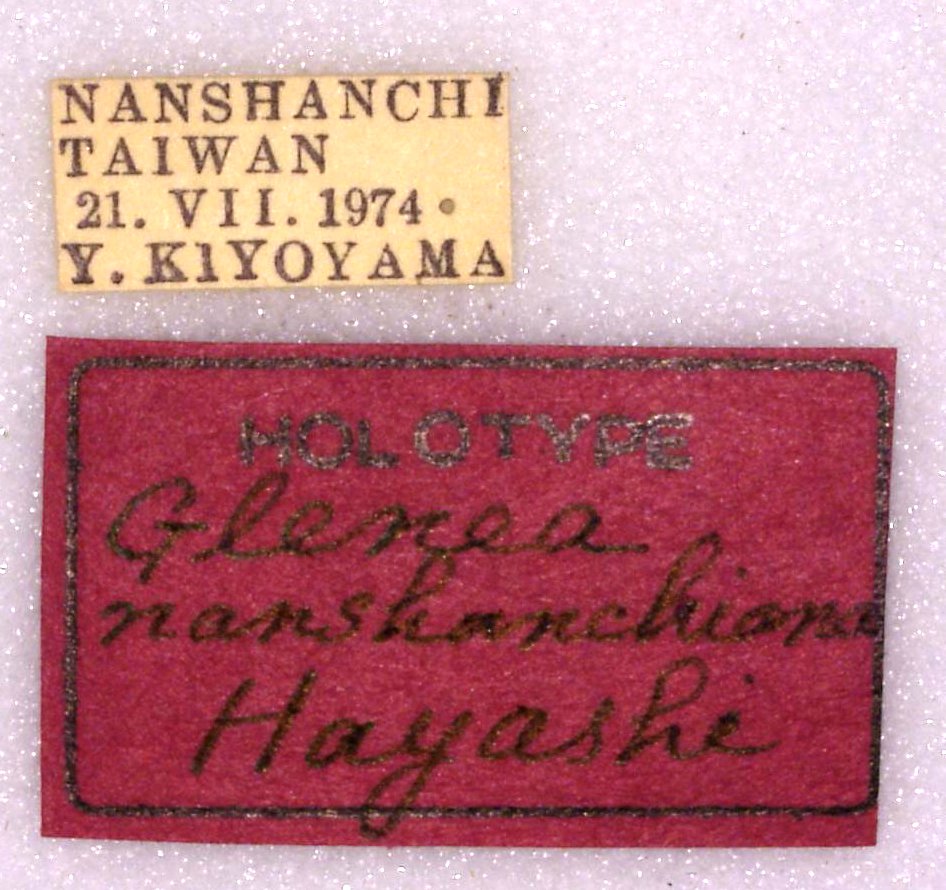 NANSHANCHI
TAIWAN
21. VII. 1974.
Y. KIYOYAMA
HOLOTYPE
Glenea
nanshanchiana
Hayashi